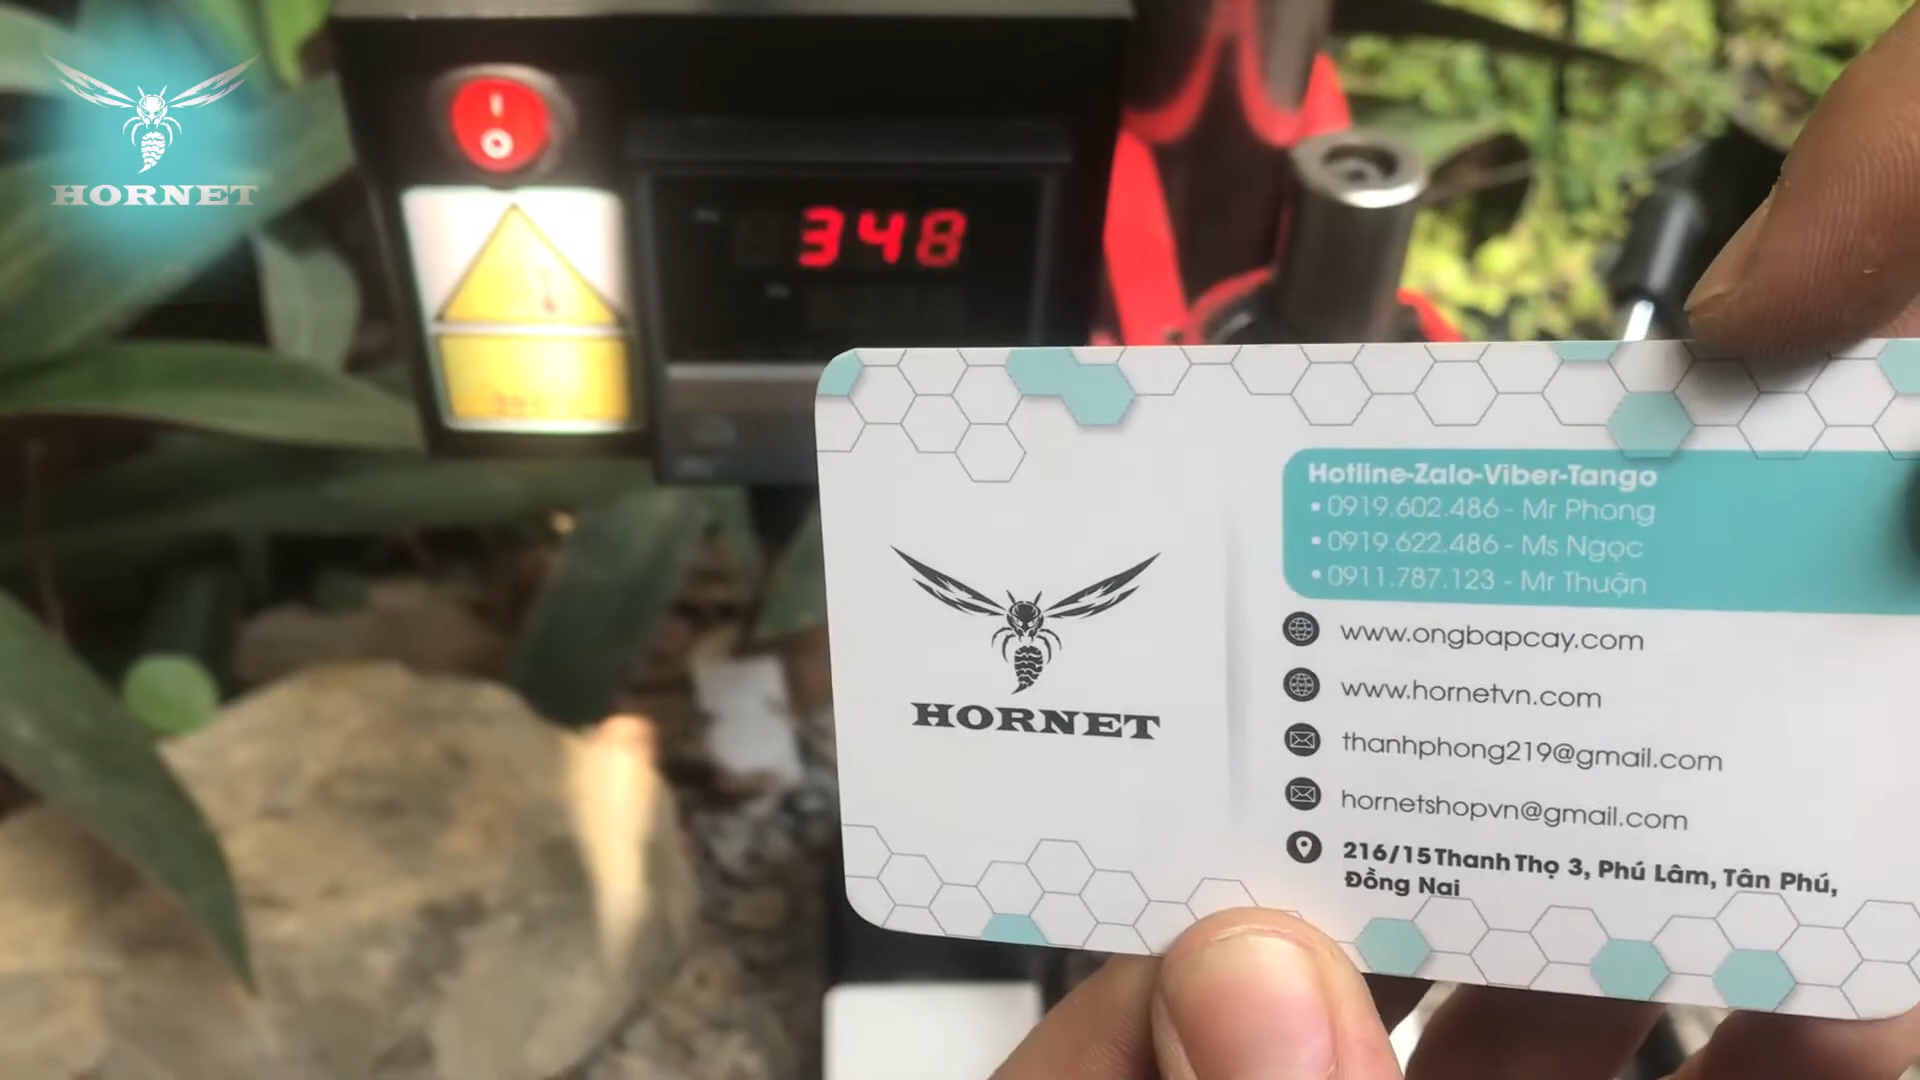 HORNET
I
O
348
HORNET
Hotline-Zalo-Viber-Tango
• 0919.602.486 - Mr Phong
• 0919.622.486 - Ms Ngọc
• 0911.787.123 - Mr Thuận
www.ongbapcay.com
www.hornetvn.com
thanhphong219@gmail.com
hornetshopvn@gmail.com
216/15 Thanh Thọ 3, Phú Lâm, Tân Phú,
Đồng Nai